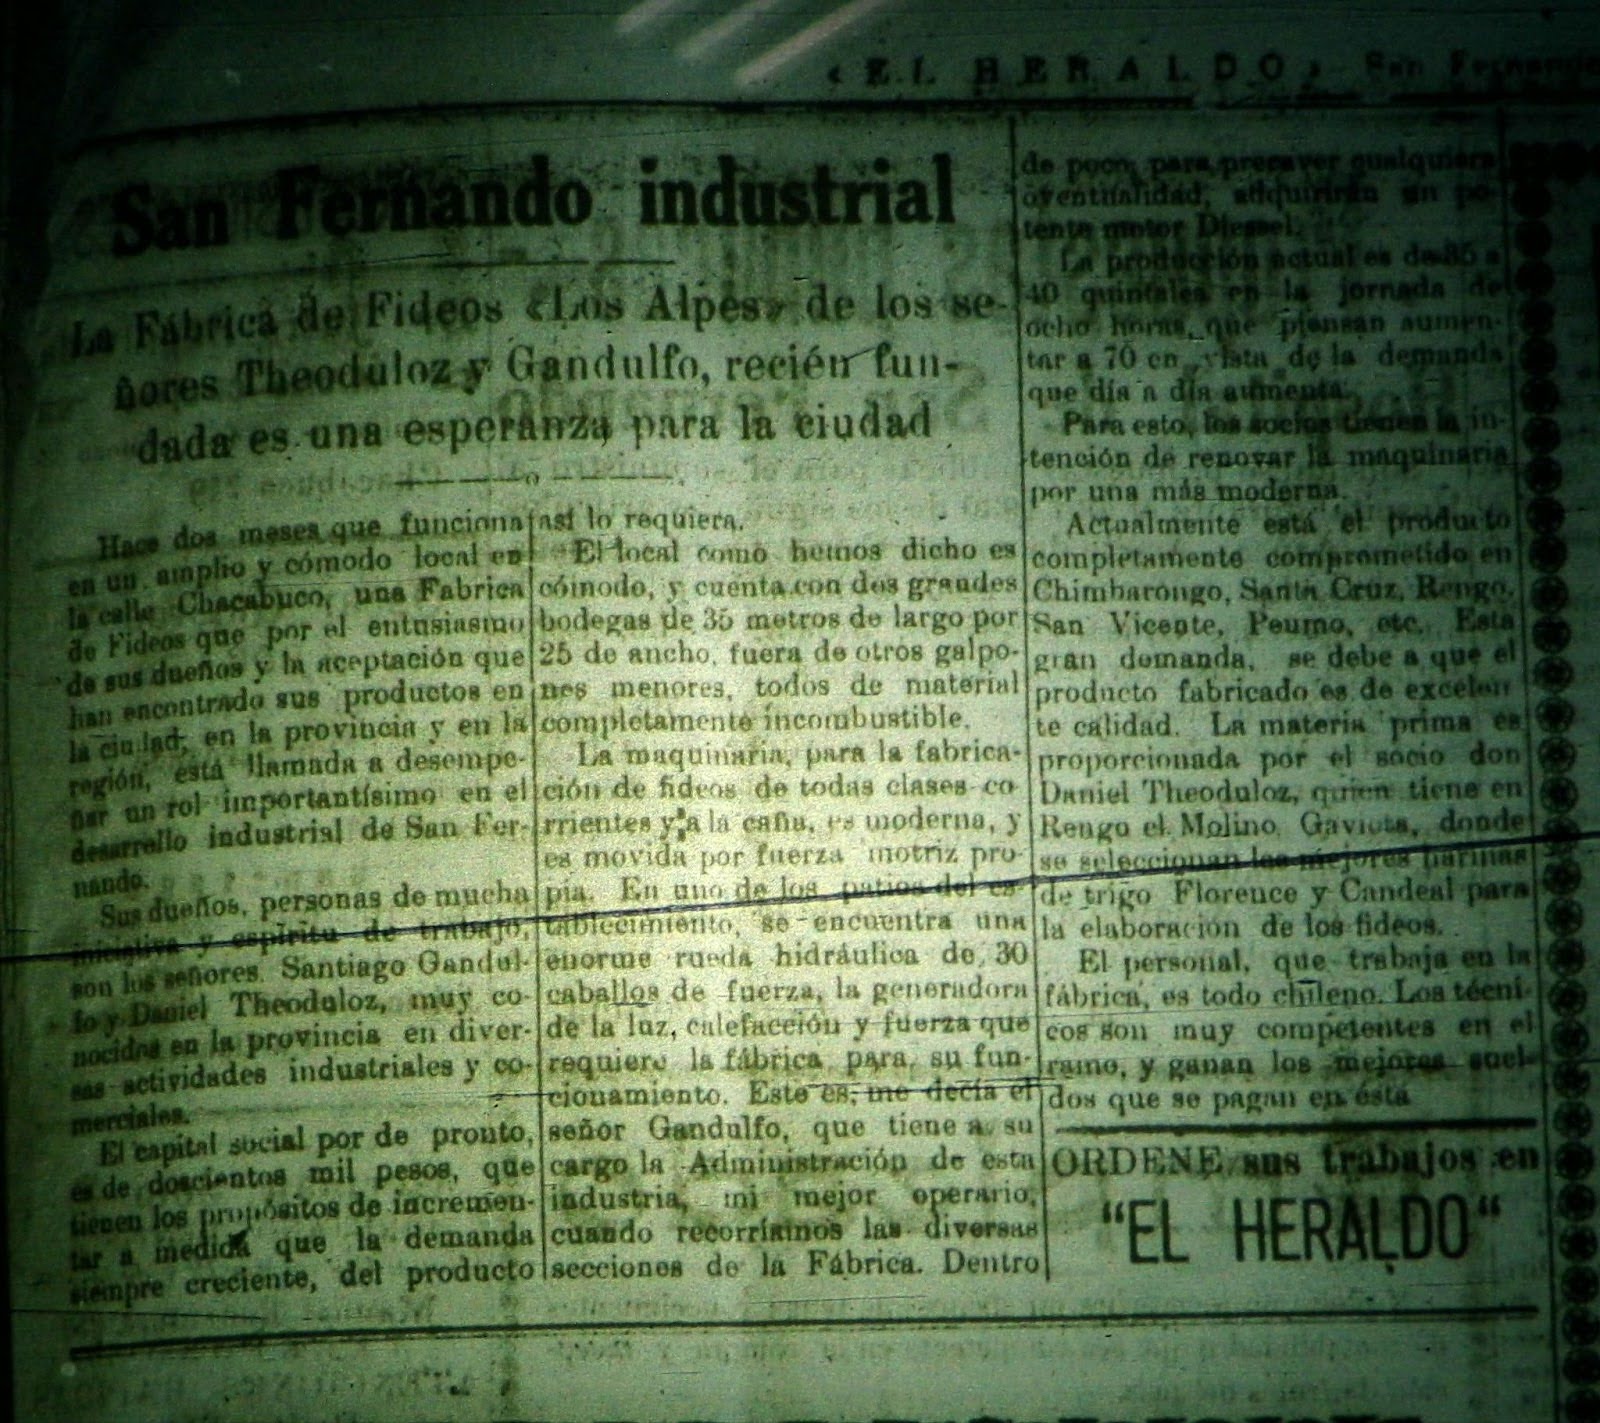 «EL HERALDO» San Fernando
San Fernando industrial
La Fábrica de Fideos «Los Alpes» de los se-
ñores Theoduloz y Gandulfo, recién fun-
dada es una esperanza para la ciudad
Hace dos meses que funciona
en un amplio y cómodo local en
la calle Chacabuco, una Fabrica
de Fideos que por el entusiasmo
de sus dueños y la aceptación que
han encontrado sus productos en
la ciudad, en la provincia y en la
región, está llamada a desempe-
ñar un rol importantísimo en el
desarrollo industrial de San Fer-
nando.
Sus dueños, personas de mucha
iniciativa y espíritu de trabajo,
son los señores Santiago Gandul-
fo y Daniel Theoduloz, muy co-
nocidos en la provincia en diver-
sas actividades industriales y co-
merciales.
El capital social por de pronto,
es de doscientos mil pesos, que
tienen los propósitos de incremen-
tar a medida que la demanda
siempre creciente, del producto
así lo requiera.
El local como hemos dicho es
cómodo, y cuenta con dos grandes
bodegas de 35 metros de largo por
25 de ancho, fuera de otros galpo-
nes menores, todos de material
completamente incombustible.
La maquinaria, para la fabrica-
ción de fideos de todas clases co-
rrientes y a la caña, es moderna, y
es movida por fuerza motriz pro-
pia. En uno de los patios del es-
tablecimiento, se encuentra una
enorme rueda hidráulica de 30
caballos de fuerza, la generadora
de la luz, calefacción y fuerza que
requiere la fábrica para su fun-
cionamiento. Este es, me decía el
señor Gandulfo, que tiene a su
cargo la Administración de esta
industria, mi mejor operario,
cuando recorríamos las diversas
secciones de la Fábrica. Dentro
de poco, para precaver cualquiera
eventualidad, adquirirán un po-
tente motor Diessel.
La producción actual es de 35 a
40 quintales en la jornada de
ocho horas, que piensan aumen-
tar a 70 en vista de la demanda
que día a día aumenta.
Para esto, los socios tienen la in-
tención de renovar la maquinaria
por una más moderna.
Actualmente está el producto
completamente comprometido en
Chimbarongo, Santa Cruz, Rengo,
San Vicente, Peumo, etc. Esta
gran demanda, se debe a que el
producto fabricado es de excelen
te calidad. La materia prima es
proporcionada por el socio don
Daniel Theoduloz, quien tiene en
Rengo el Molino Gaviota, donde
se seleccionan las mejores harinas
de trigo Florence y Candeal para
la elaboración de los fideos.
El personal, que trabaja en la
fábrica, es todo chileno. Los técni-
cos son muy competentes en el
ramo, y ganan los mejores suel-
dos que se pagan en ésta
ORDENE sus trabajos en
"EL HERALDO"